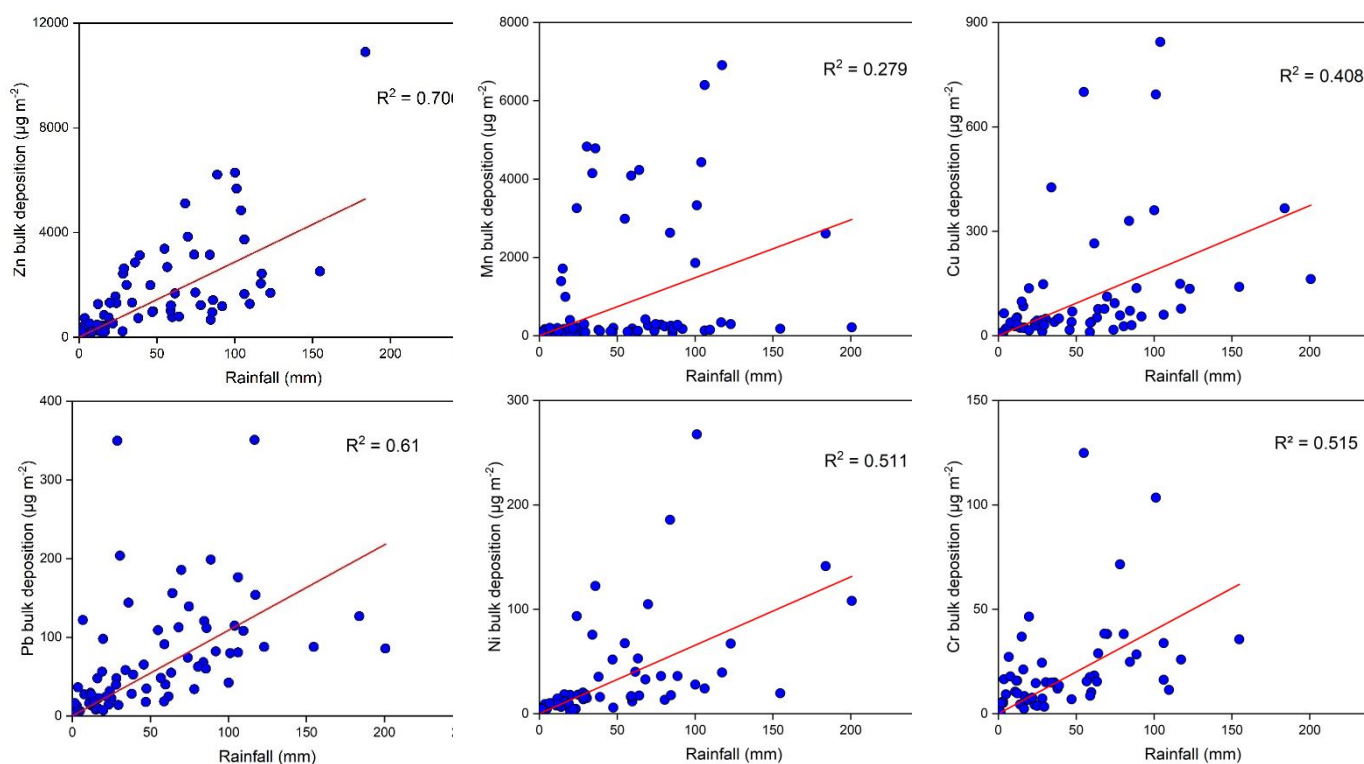 12000
8000
4000
0
Zn bulk deposition (µg m⁻²)
R² = 0.70
0 50 100 150 200
Rainfall (mm)
8000
6000
4000
2000
0
Mn bulk deposition (µg m⁻²)
R² = 0.279
0 50 100 150 200
Rainfall (mm)
900
600
300
0
Cu bulk deposition (µg m⁻²)
R² = 0.408
0 50 100 150 200
Rainfall (mm)
400
300
200
100
0
Pb bulk deposition (µg m⁻²)
R² = 0.61
0 50 100 150 200
Rainfall (mm)
300
200
100
0
Ni bulk deposition (µg m⁻²)
R² = 0.511
0 50 100 150 200
Rainfall (mm)
150
100
50
0
Cr bulk deposition (µg m⁻²)
R² = 0.515
0 50 100 150 200
Rainfall (mm)